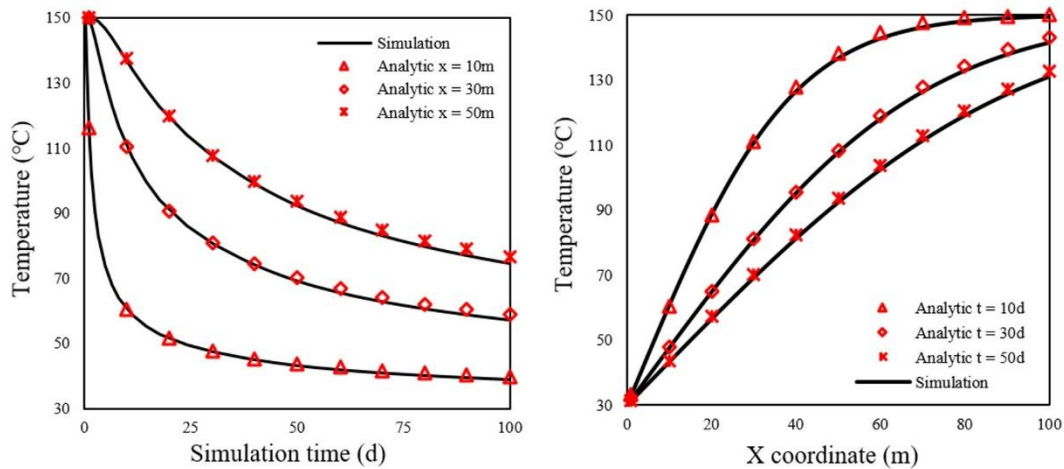 150
130
110
90
70
50
30
Temperature (°C)
Simulation
Analytic x = 10m
Analytic x = 30m
Analytic x = 50m
0 25 50 75 100
Simulation time (d)
150
130
110
90
70
50
30
Temperature (°C)
Analytic t = 10d
Analytic t = 30d
Analytic t = 50d
Simulation
0 20 40 60 80 100
X coordinate (m)